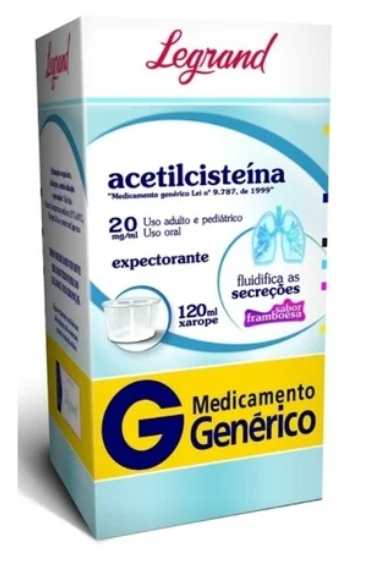 Legrand
Legrand
acetilcisteína
"Medicamento genérico Lei nº 9.787, de 1999"
20 mg/ml
Uso adulto e pediátrico
Uso oral
expectorante
fluidifica as
secreções
120ml
xarope
sabor
framboesa
G Medicamento
Genérico